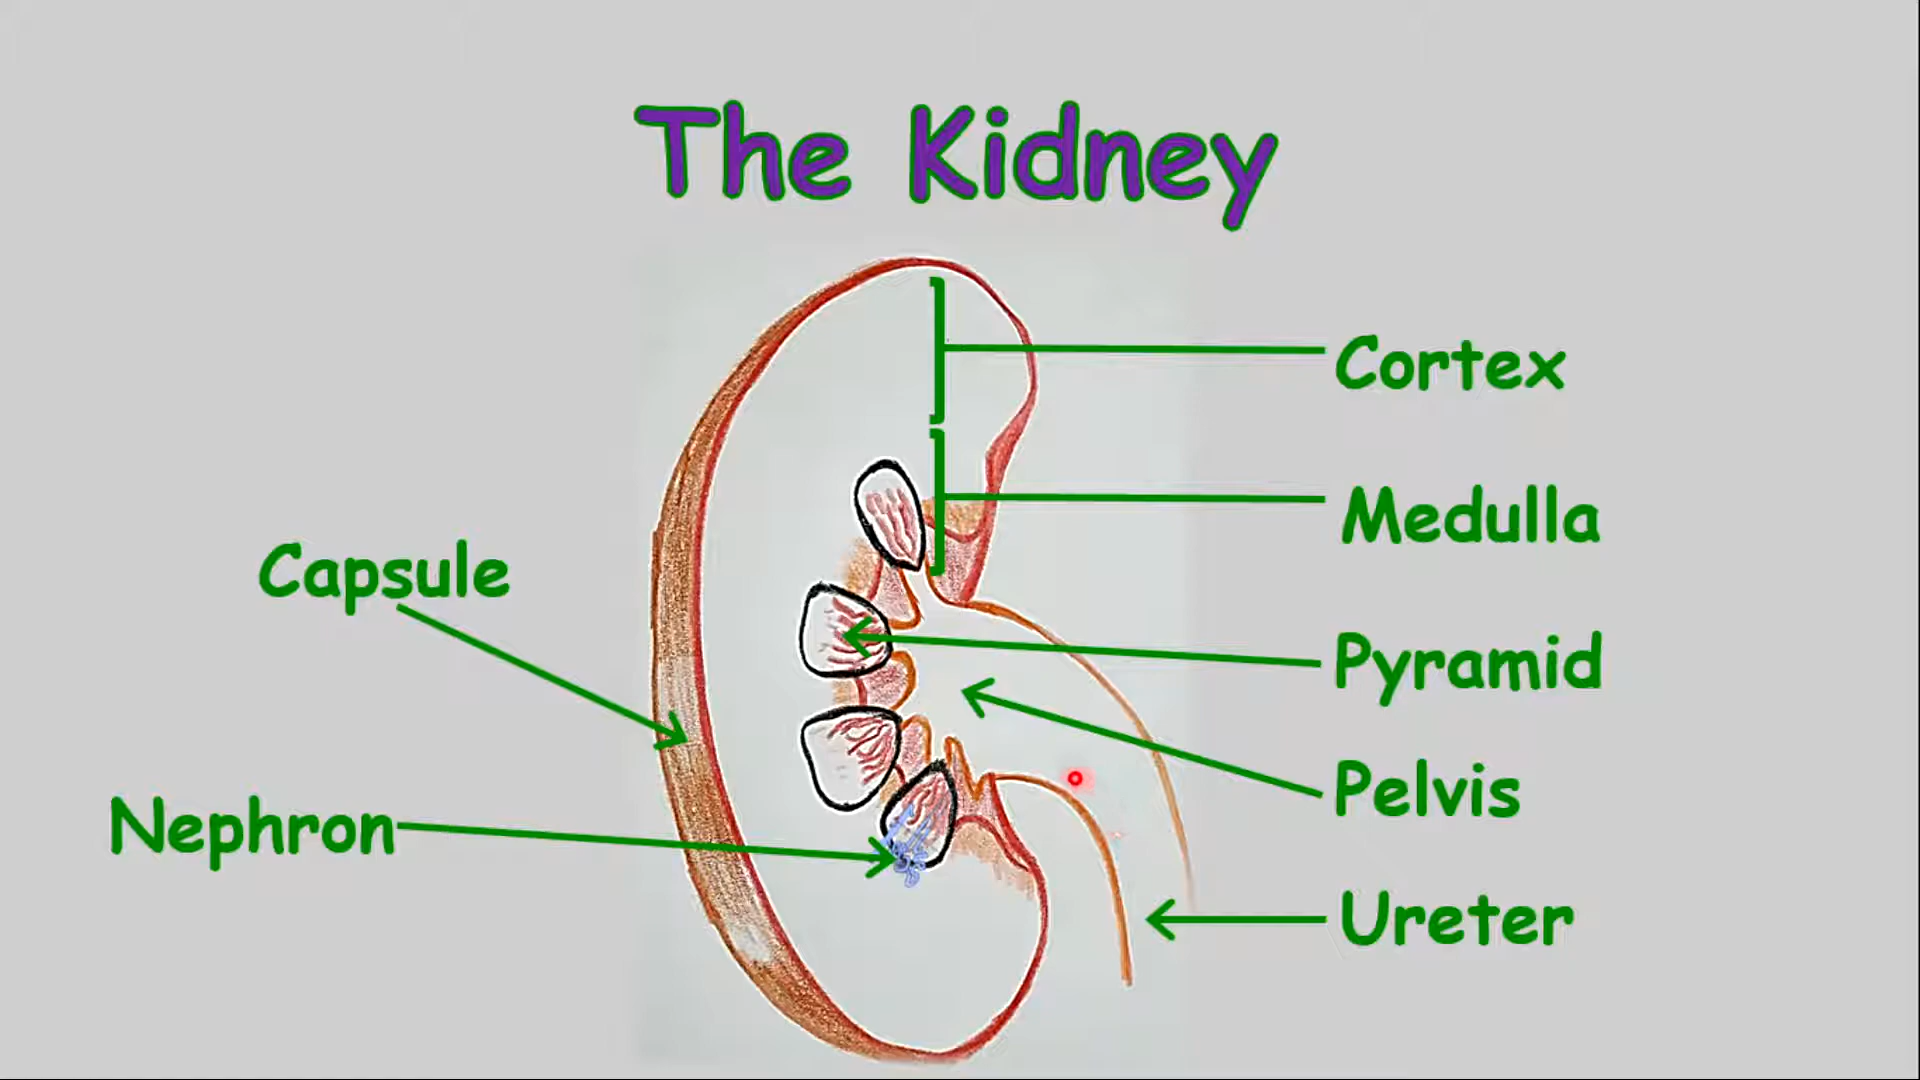 The Kidney
Cortex
Medulla
Capsule
Pyramid
Pelvis
Nephron
Ureter